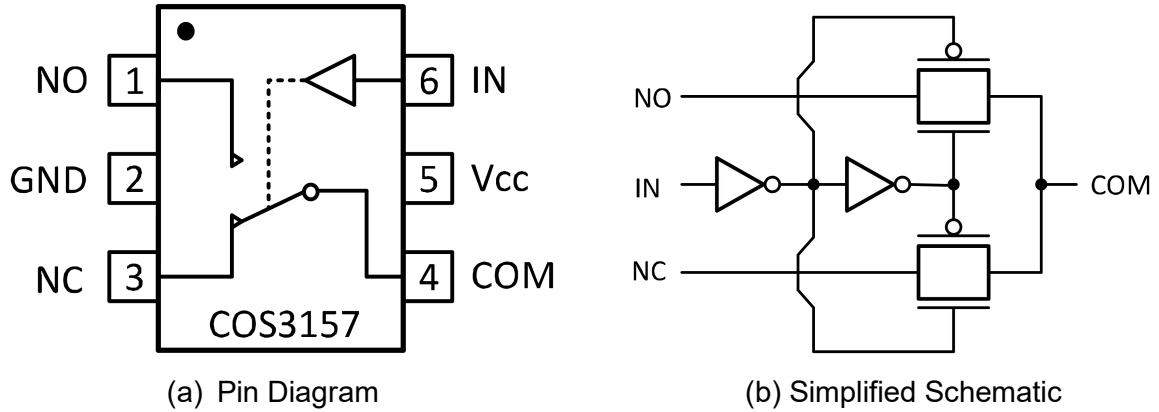 NO 1 6 IN
GND 2 5 Vcc
NC 3 4 COM
COS3157
(a) Pin Diagram
NO
IN COM
NC
(b) Simplified Schematic